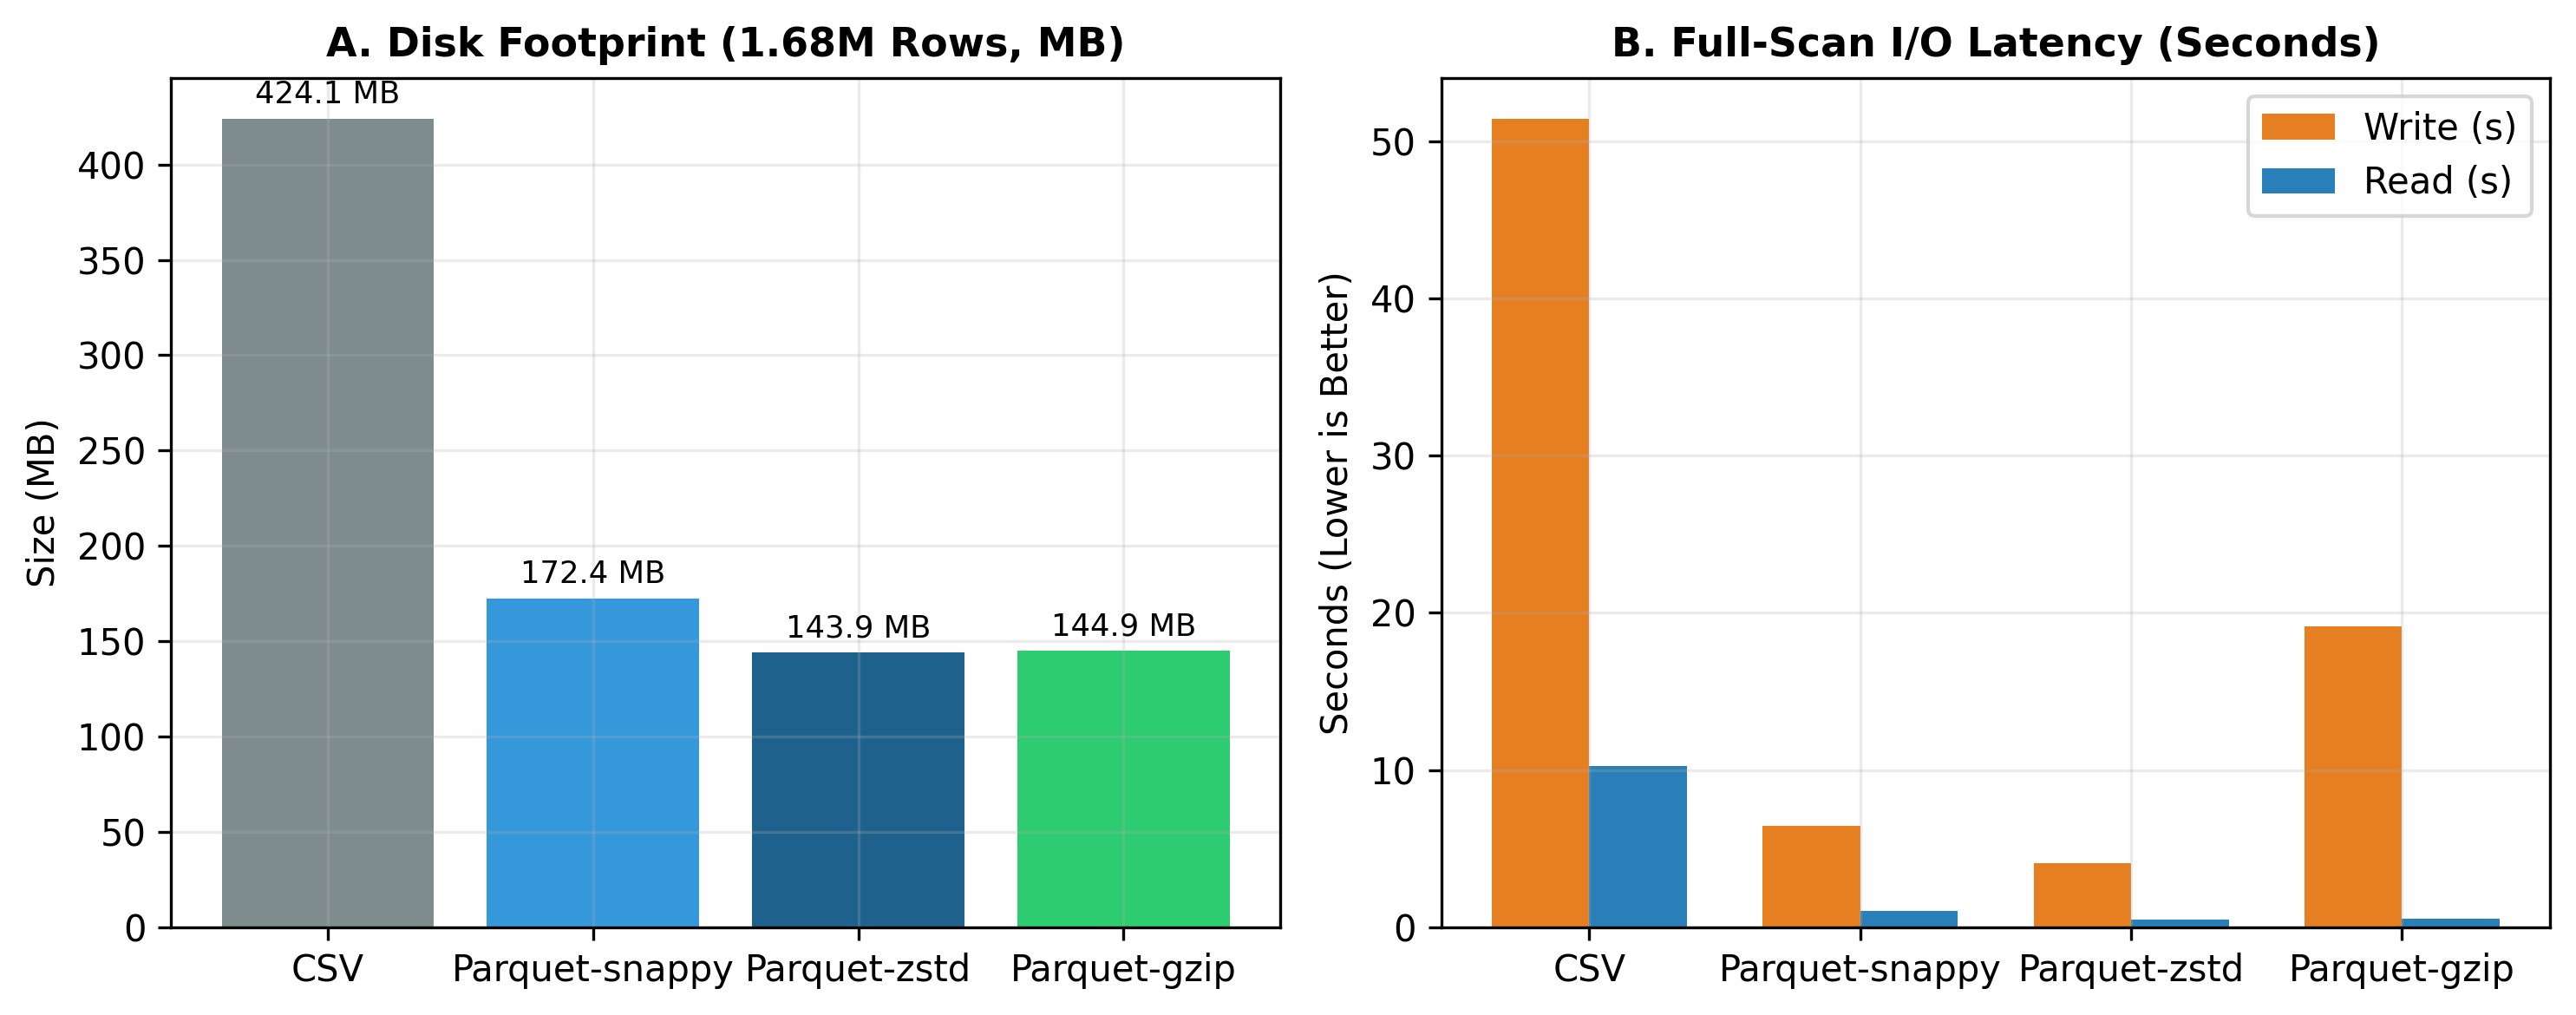 A. Disk Footprint (1.68M Rows, MB)
Size (MB)
400
350
300
250
200
150
100
50
0
424.1 MB
172.4 MB
143.9 MB
144.9 MB
CSV
Parquet-snappy
Parquet-zstd
Parquet-gzip
B. Full-Scan I/O Latency (Seconds)
Seconds (Lower is Better)
50
40
30
20
10
0
Write (s)
Read (s)
CSV
Parquet-snappy
Parquet-zstd
Parquet-gzip